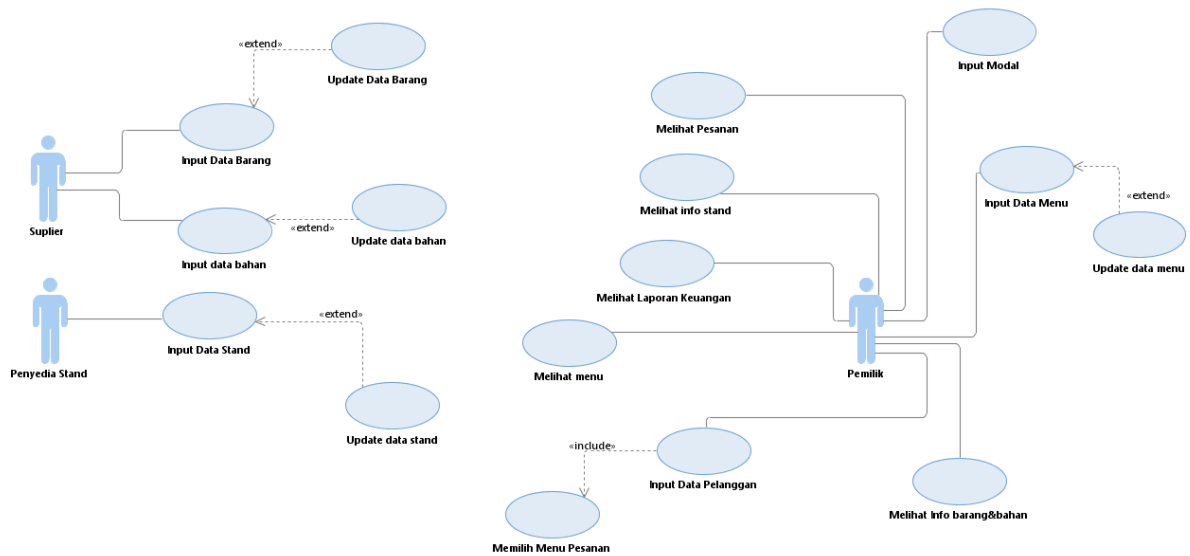 «extend»
Update Data Barang
Input Data Barang
Suplier
«extend»
Update data bahan
Input data bahan
«extend»
Input Data Stand
Penyedia Stand
Update data stand
Input Modal
Melihat Pesanan
Melihat info stand
Input Data Menu
«extend»
Update data menu
Melihat Laporan Keuangan
Melihat menu
Pemilik
«include»
Input Data Pelanggan
Melihat Info barang&bahan
Memilih Menu Pesanan